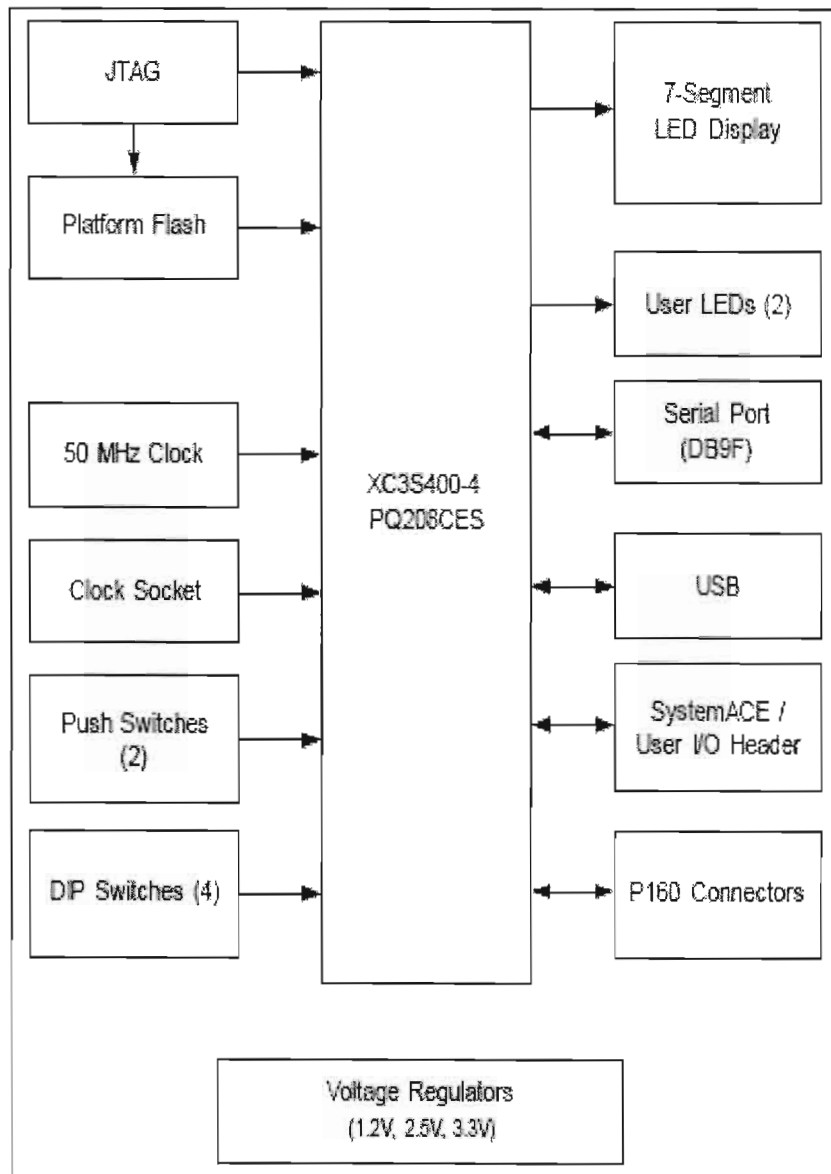 JTAG
Platform Flash
50 MHz Clock
Clock Socket
Push Switches
(2)
DIP Switches (4)
XC3S400-4
PQ208CES
7-Segment
LED Display
User LEDs (2)
Serial Port
(DB9F)
USB
SystemACE /
User I/O Header
P160 Connectors
Voltage Regulators
(1.2V, 2.5V, 3.3V)